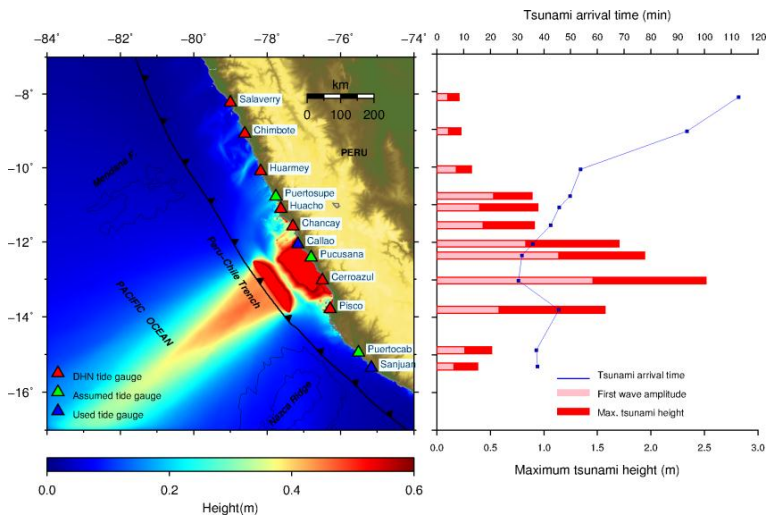 Tsunami arrival time (min)
−84° −82° −80° −78° −76° −74°
0 10 20 30 40 50 60 70 80 90 100 110 120
km
0 100 200
−8°
−10°
−12°
−14°
−16°
Salaverry
Chimbote
PERU
Huarmey
Mendana F.
Puertosupe
Huacho
Chancay
Callao
Pucusana
Cerroazul
Peru−Chile Trench
PACIFIC OCEAN
Pisco
Puertocab
Sanjuan
Nazca Ridge
DHN tide gauge
Assumed tide gauge
Used tide gauge
Tsunami arrival time
First wave amplitude
Max. tsunami height
0.0 0.5 1.0 1.5 2.0 2.5 3.0
Maximum tsunami height (m)
0.0 0.2 0.4 0.6
Height(m)